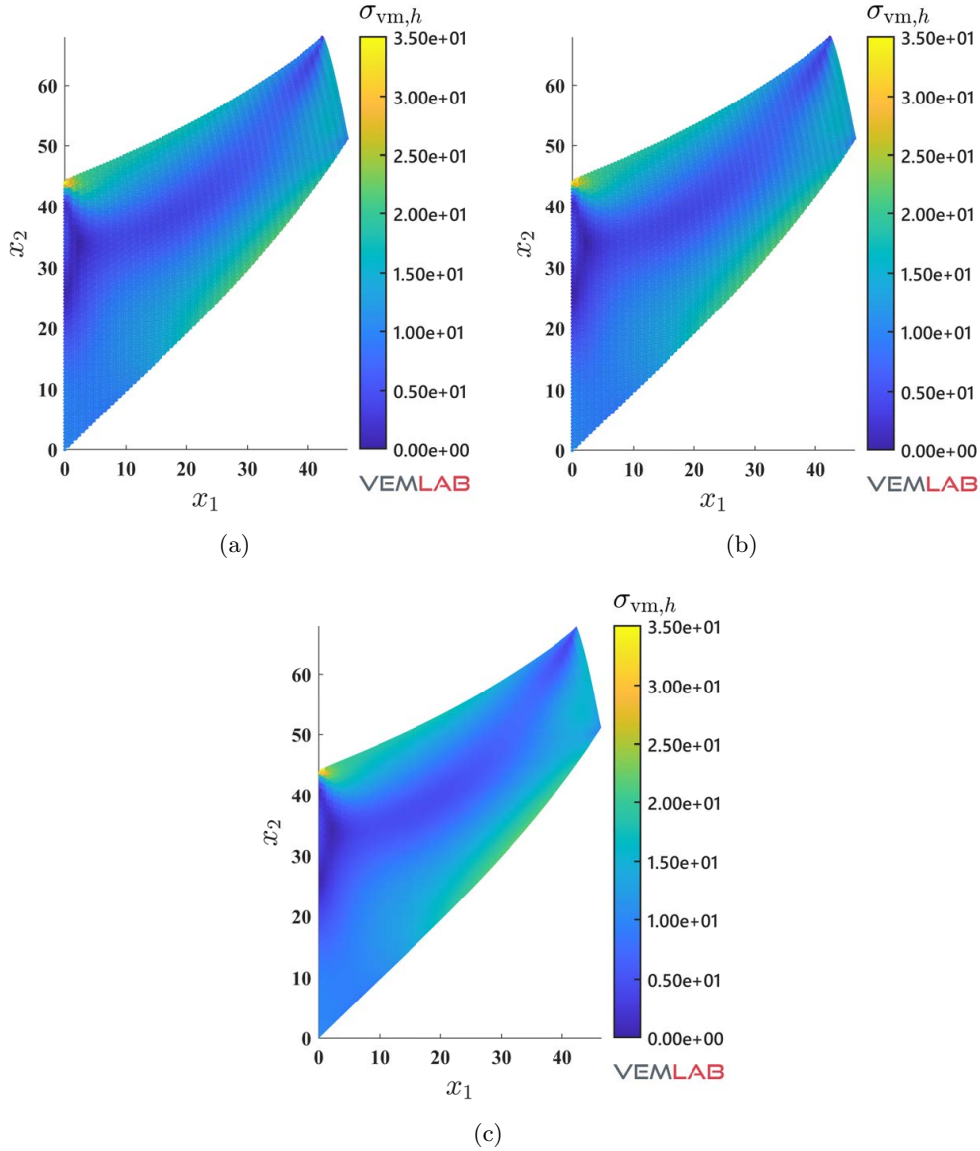 σvm,h
3.50e+01
3.00e+01
2.50e+01
2.00e+01
1.50e+01
1.00e+01
0.50e+01
0.00e+00
60
50
40
30
20
10
0
x2
0 10 20 30 40
x1
VEMLAB
(a)
σvm,h
3.50e+01
3.00e+01
2.50e+01
2.00e+01
1.50e+01
1.00e+01
0.50e+01
0.00e+00
60
50
40
30
20
10
0
x2
0 10 20 30 40
x1
VEMLAB
(b)
σvm,h
3.50e+01
3.00e+01
2.50e+01
2.00e+01
1.50e+01
1.00e+01
0.50e+01
0.00e+00
60
50
40
30
20
10
0
x2
0 10 20 30 40
x1
VEMLAB
(c)